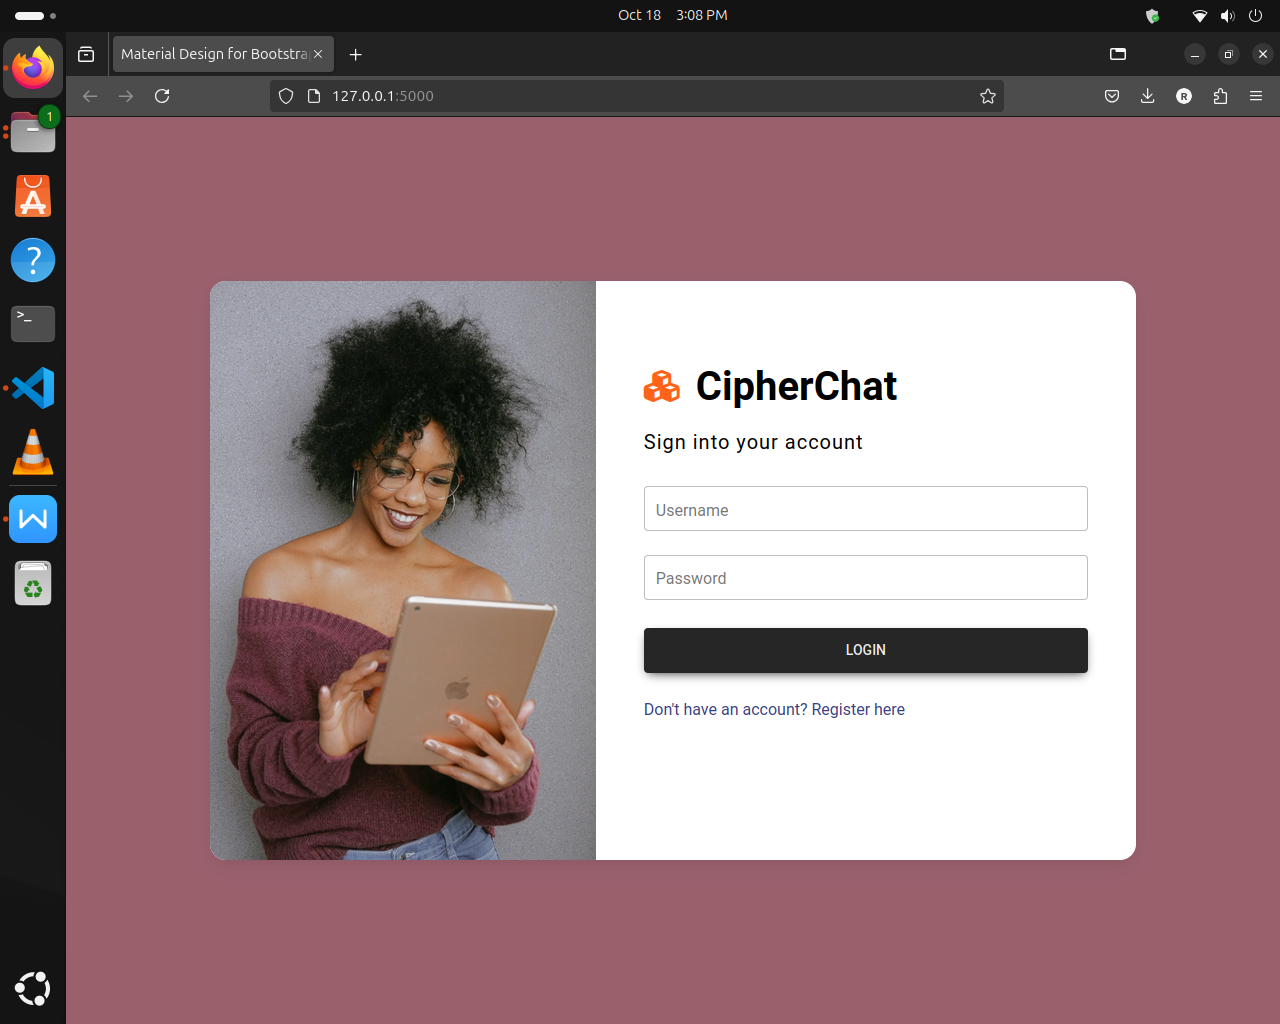 Oct 18 3:08 PM
Material Design for Bootstra
127.0.0.1:5000
R
1
A
?
>_
W
CipherChat
Sign into your account
Username
Password
LOGIN
Don't have an account? Register here